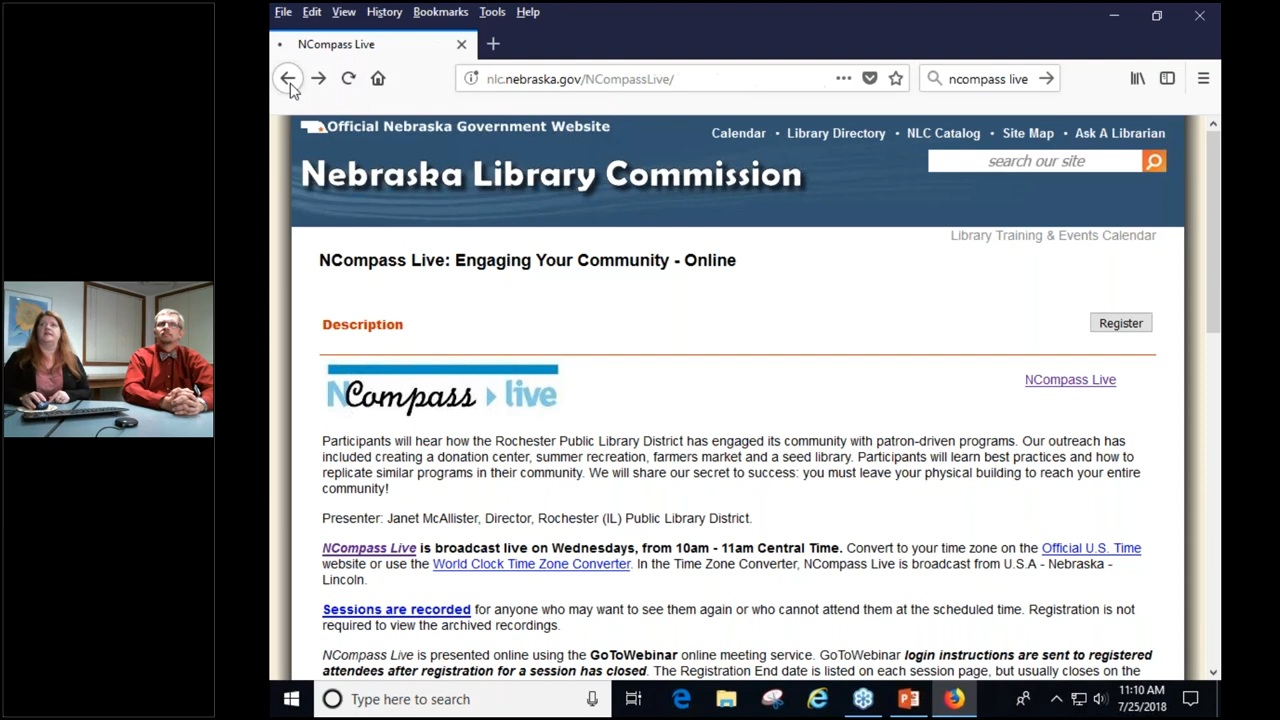 File Edit View History Bookmarks Tools Help
NCompass Live
nlc.nebraska.gov/NCompassLive/
ncompass live
Official Nebraska Government Website
Calendar • Library Directory • NLC Catalog • Site Map • Ask A Librarian
Nebraska Library Commission
search our site
Library Training & Events Calendar
NCompass Live: Engaging Your Community - Online
Description
Register
NCompass live
NCompass Live
Participants will hear how the Rochester Public Library District has engaged its community with patron-driven programs. Our outreach has
included creating a donation center, summer recreation, farmers market and a seed library. Participants will learn best practices and how to
replicate similar programs in their community. We will share our secret to success: you must leave your physical building to reach your entire
community!
Presenter: Janet McAllister, Director, Rochester (IL) Public Library District.
NCompass Live is broadcast live on Wednesdays, from 10am - 11am Central Time. Convert to your time zone on the Official U.S. Time
website or use the World Clock Time Zone Converter. In the Time Zone Converter, NCompass Live is broadcast from U.S.A - Nebraska -
Lincoln.
Sessions are recorded for anyone who may want to see them again or who cannot attend them at the scheduled time. Registration is not
required to view the archived recordings.
NCompass Live is presented online using the GoToWebinar online meeting service. GoToWebinar login instructions are sent to registered
attendees after registration for a session has closed. The Registration End date is listed on each session page, but usually closes on the
Type here to search
11:10 AM
7/25/2018